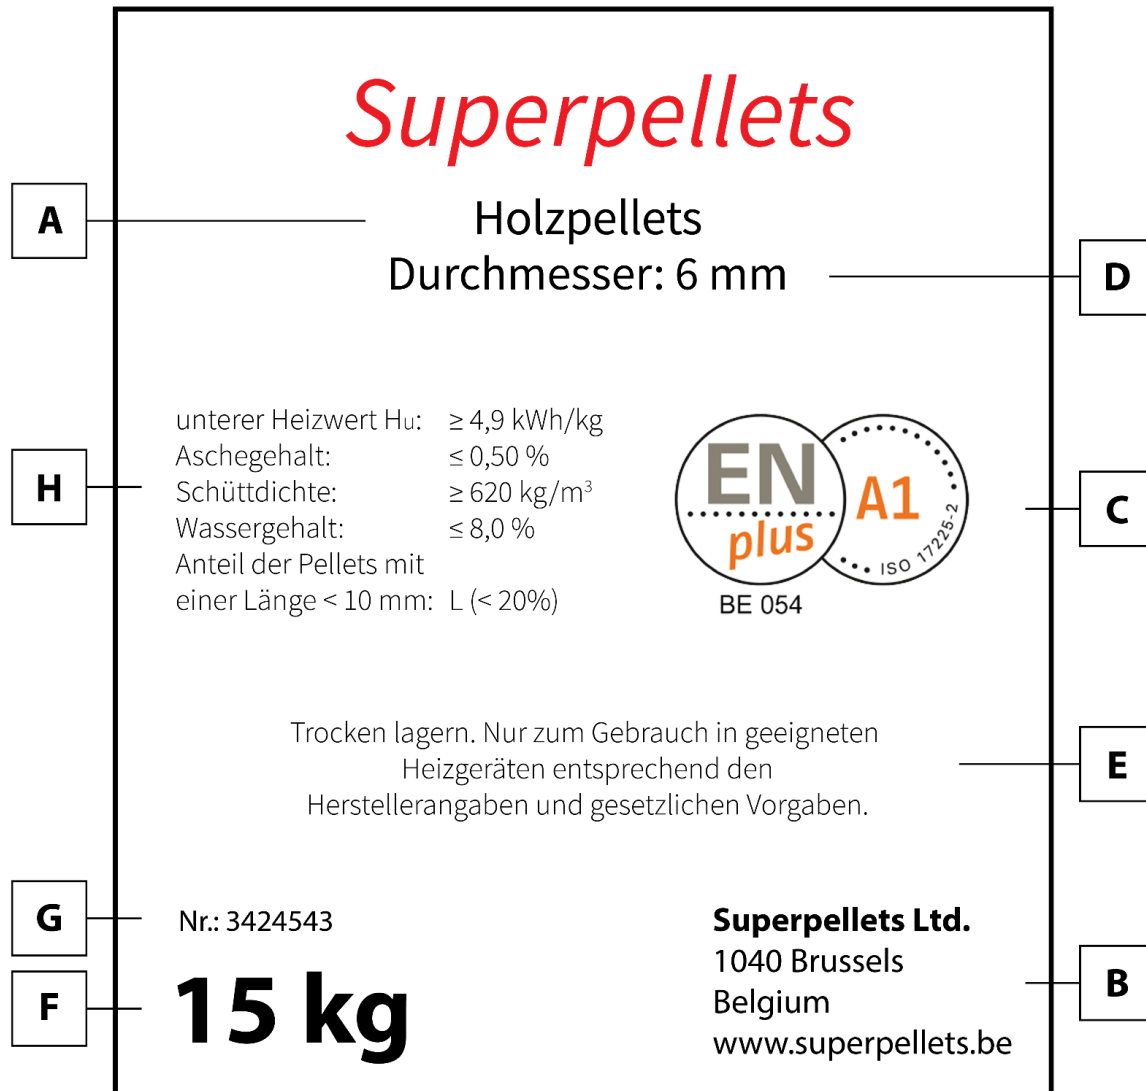 Superpellets
A
Holzpellets
Durchmesser: 6 mm
D
H
unterer Heizwert Hu: ≥ 4,9 kWh/kg
Aschegehalt: ≤ 0,50 %
Schüttdichte: ≥ 620 kg/m³
Wassergehalt: ≤ 8,0 %
Anteil der Pellets mit
einer Länge < 10 mm: L (< 20%)
EN
plus
A1
ISO 17225-2
BE 054
C
Trocken lagern. Nur zum Gebrauch in geeigneten
Heizgeräten entsprechend den
Herstellerangaben und gesetzlichen Vorgaben.
E
G
Nr.: 3424543
F
15 kg
Superpellets Ltd.
1040 Brussels
Belgium
www.superpellets.be
B